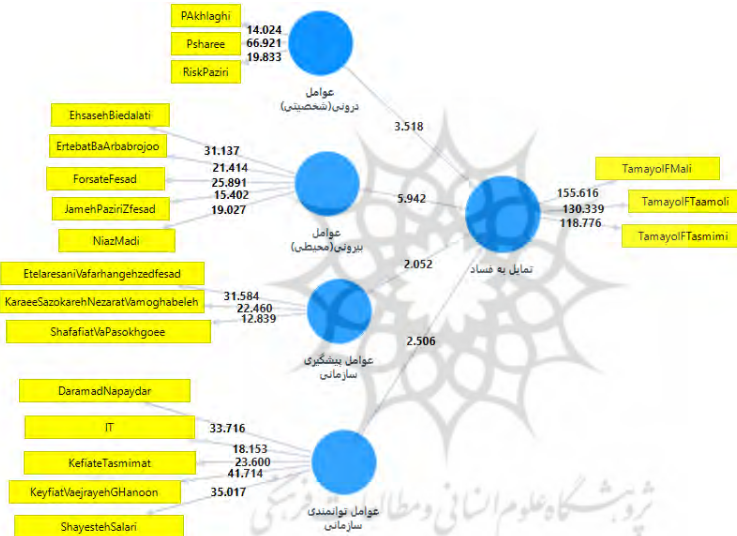 PAkhlaghi
14.024
Psharee
66.921
19.833
RiskPaziri
عوامل
درونی(شخصیتی)
3.518
EhsasehBiedalati
ErtebatBaArbabrojoo
31.137
21.414
ForsateFesad
25.891
15.402
JamehPaziriZfesad
19.027
NiazMadi
عوامل
بیرونی(محیطی)
5.942
TamayolFMali
155.616
TamayolFTaamoli
130.339
118.776
TamayolFTasmimi
تمایل به فساد
2.052
EtelaresaniVafarhangehzedfesad
31.584
KaraeeSazokarehNezaratVamoghabeleh
22.460
12.839
ShafafiatVaPasokhgoee
عوامل پیشگیری
سازمانی
2.506
DaramadNapaydar
IT
33.716
18.153
KefiateTasmimat
23.600
41.714
KeyfiatVaejrayehGHanoon
35.017
ShayestehSalari
عوامل توانمندی
سازمانی
پژوهشگاه علوم انسانی و مطالعات فرهنگی